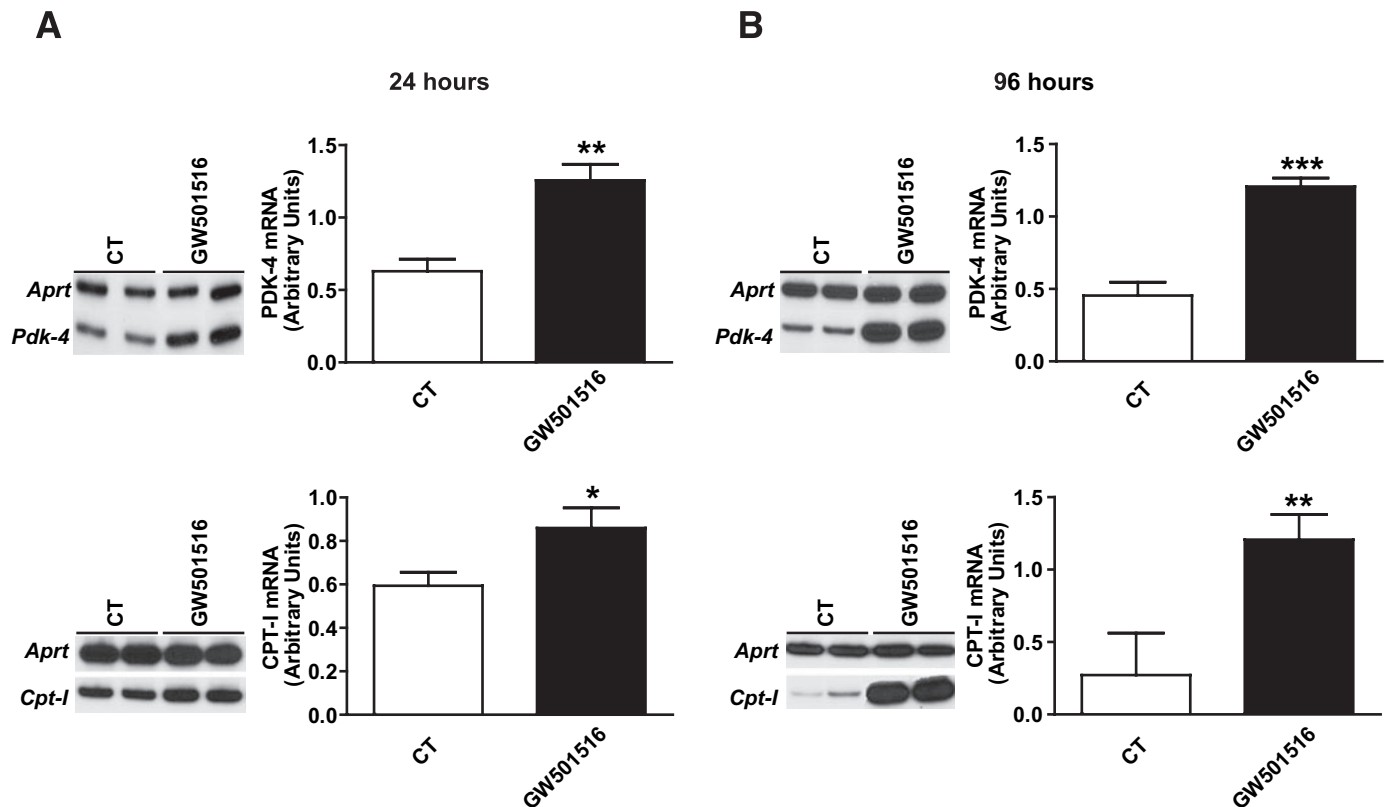 A
24 hours
CT
GW501516
Aprt
Pdk-4
PDK-4 mRNA
(Arbitrary Units)
1.5
1.0
0.5
0.0
**
CT
GW501516
CT
GW501516
Aprt
Cpt-I
CPT-I mRNA
(Arbitrary Units)
1.0
0.8
0.6
0.4
0.2
0.0
*
CT
GW501516
B
96 hours
CT
GW501516
Aprt
Pdk-4
PDK-4 mRNA
(Arbitrary Units)
1.5
1.0
0.5
0.0
***
CT
GW501516
CT
GW501516
Aprt
Cpt-I
CPT-I mRNA
(Arbitrary Units)
1.5
1.0
0.5
0.0
**
CT
GW501516